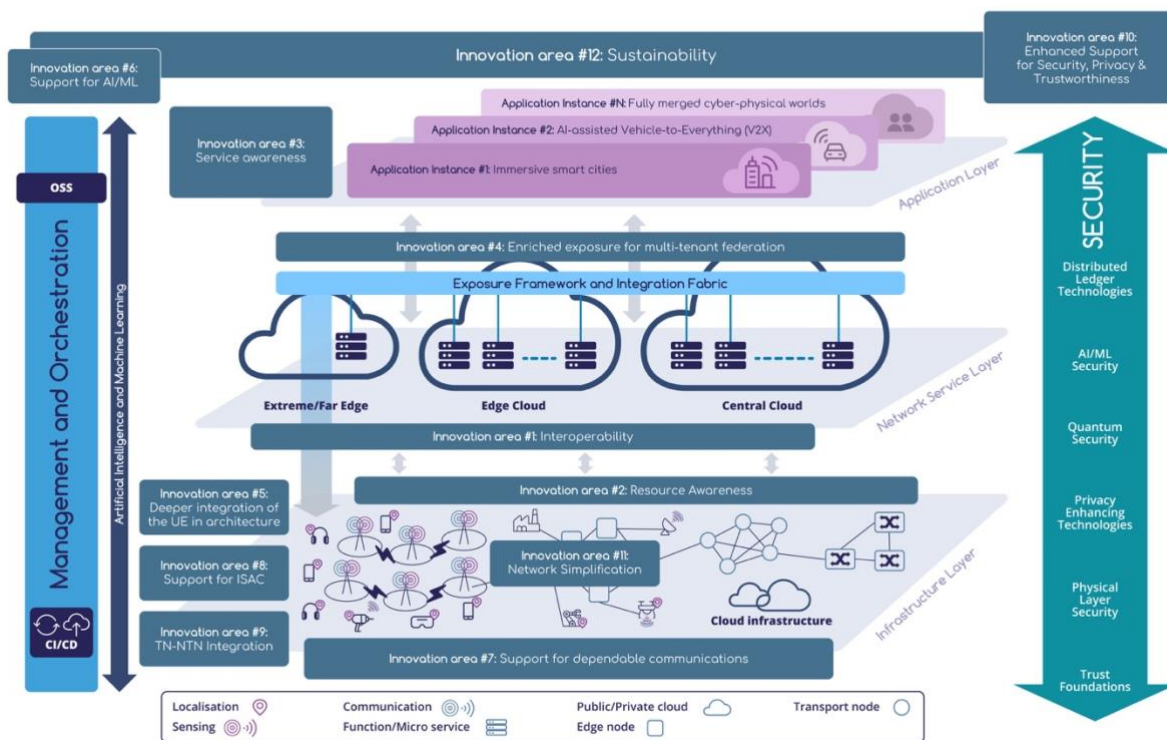 Innovation area #12: Sustainability
Innovation area #6:
Support for AI/ML
Innovation area #10:
Enhanced Support
for Security, Privacy &
Trustworthiness
Application Instance #N: Fully merged cyber-physical worlds
Application Instance #2: AI-assisted Vehicle-to-Everything (V2X)
Application Instance #1: Immersive smart cities
Innovation area #3:
Service awareness
Application Layer
OSS
Management and Orchestration
Artificial Intelligence and Machine Learning
CI/CD
Innovation area #4: Enriched exposure for multi-tenant federation
Exposure Framework and Integration Fabric
Extreme/Far Edge
Edge Cloud
Central Cloud
Network Service Layer
Innovation area #1: Interoperability
Innovation area #2: Resource Awareness
Innovation area #5:
Deeper integration of
the UE in architecture
Innovation area #8:
Support for ISAC
Innovation area #9:
TN-NTN Integration
Innovation area #11:
Network Simplification
Cloud infrastructure
Infrastructure Layer
Innovation area #7: Support for dependable communications
SECURITY
Distributed
Ledger
Technologies
AI/ML
Security
Quantum
Security
Privacy
Enhancing
Technologies
Physical
Layer
Security
Trust
Foundations
Localisation
Communication
Public/Private cloud
Transport node
Sensing
Function/Micro service
Edge node